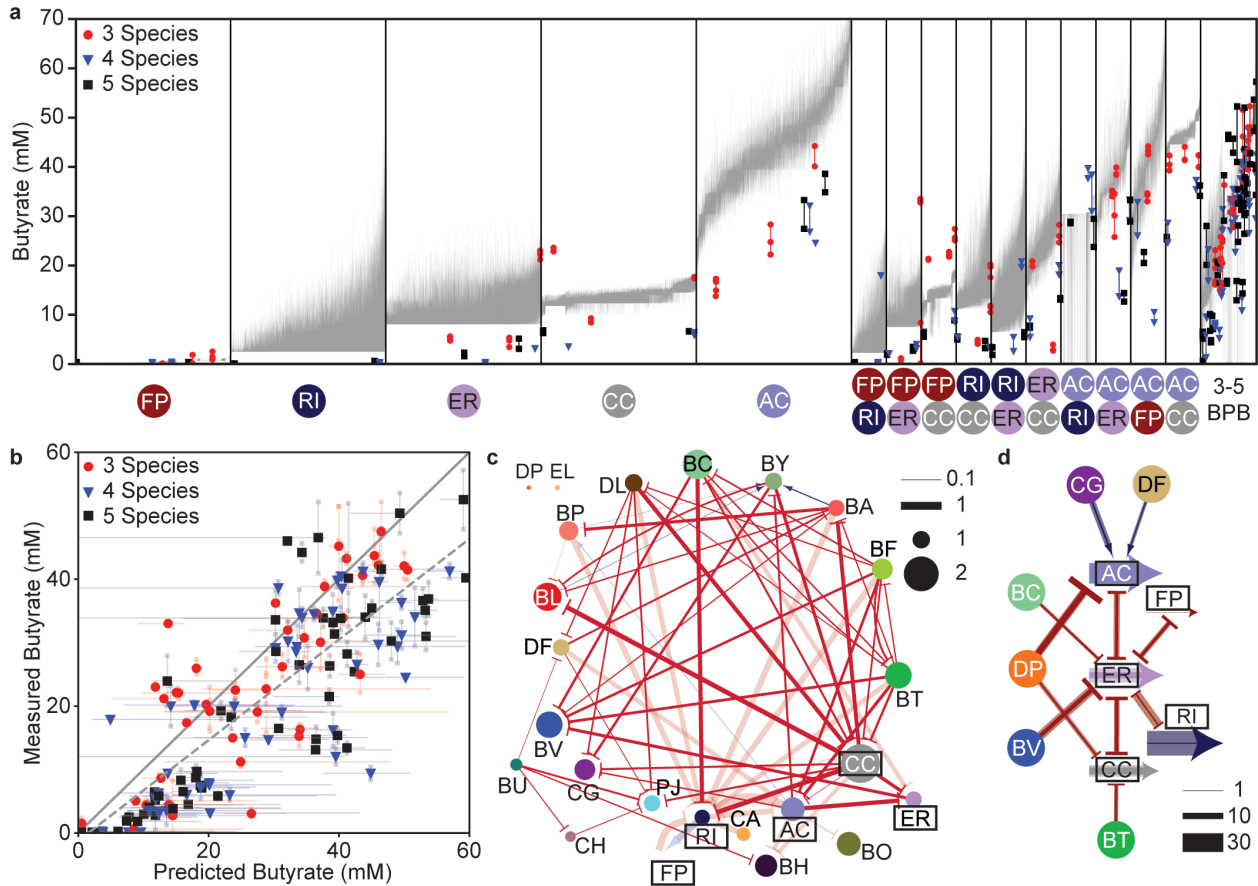 a
Butyrate (mM)
70
60
50
40
30
20
10
0
3 Species
4 Species
5 Species
FP
RI
ER
CC
AC
FP FP FP RI RI ER AC AC AC AC
RI ER CC CC ER CC RI ER FP CC
3-5
BPB
b
Measured Butyrate (mM)
60
40
20
0
3 Species
4 Species
5 Species
0 20 40 60
Predicted Butyrate (mM)
c
DP EL
DL
BC
BY
BA
BP
BF
BL
DF
BT
BV
CC
BU
CG
PJ
ER
RI
CA
AC
CH
BO
FP
BH
0.1
1
1
2
d
CG
DF
AC
BC
FP
DP
ER
RI
BV
CC
BT
1
10
30